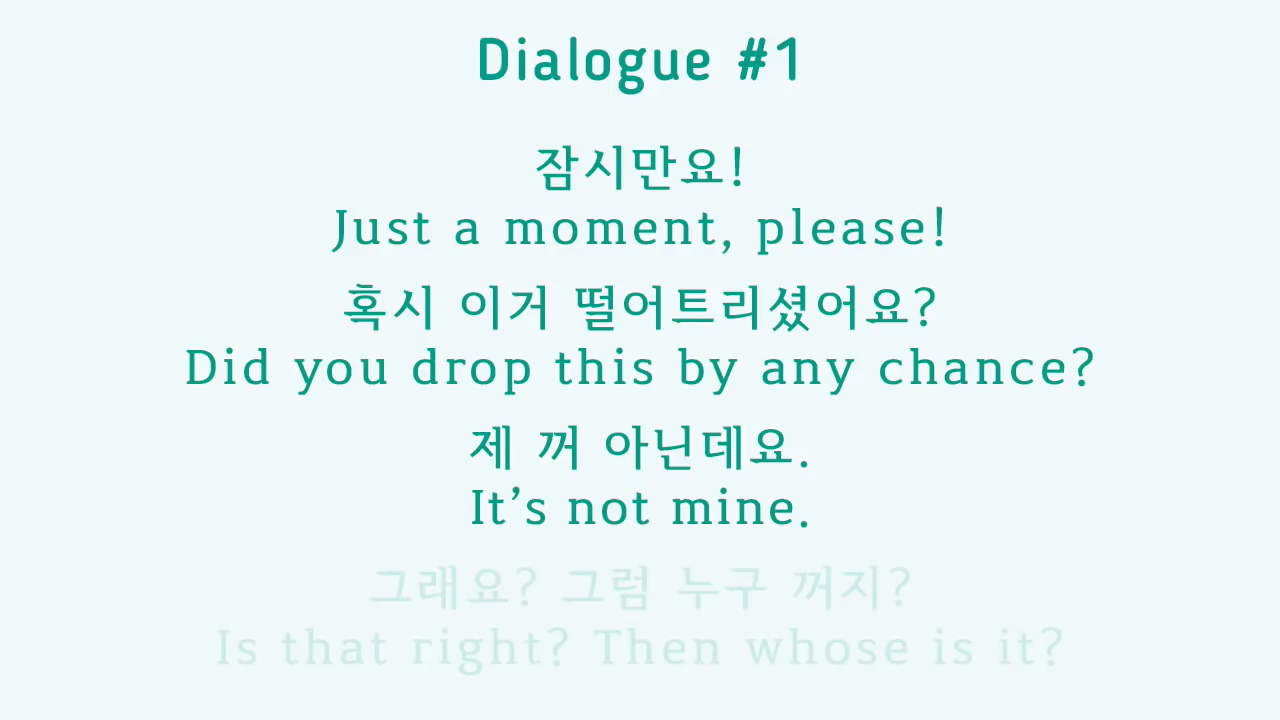 Dialogue #1
잠시만요!
Just a moment, please!
혹시 이거 떨어트리셨어요?
Did you drop this by any chance?
제 꺼 아닌데요.
It’s not mine.
그래요? 그럼 누구 꺼지?
Is that right? Then whose is it?